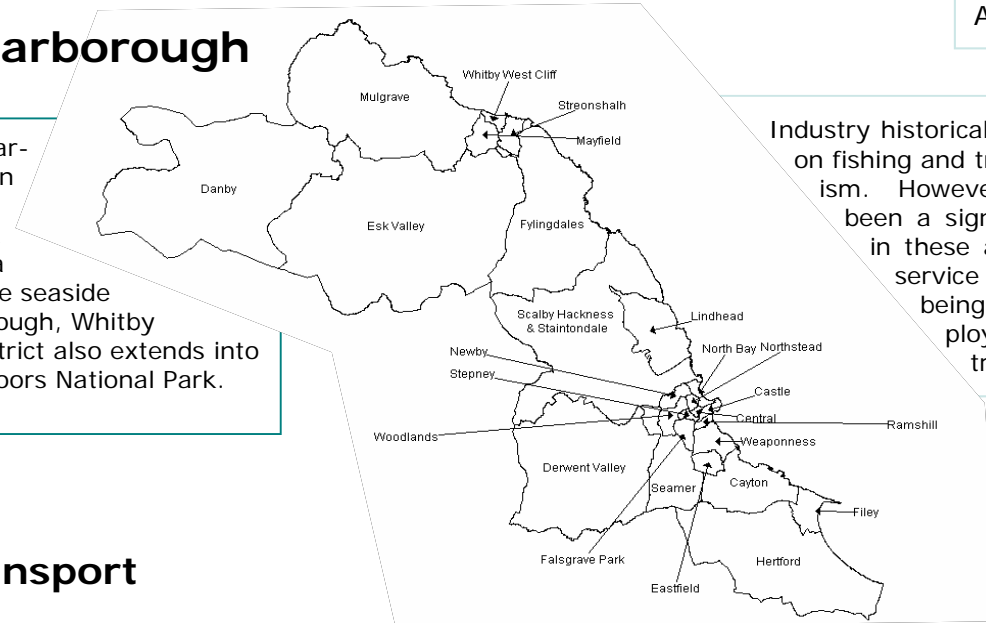 A
arborough
ar-
n
a
e seaside
ough, Whitby
trict also extends into
oors National Park.
nsport
Whitby West Cliff
Mulgrave
Streonshalh
Mayfield
Danby
Esk Valley
Fylingdales
Scalby Hackness
& Staintondale
Lindhead
Newby
North Bay
Northstead
Stepney
Castle
Central
Ramshill
Woodlands
Weaponness
Derwent Valley
Seamer
Cayton
Filey
Falsgrave Park
Hertford
Eastfield
Industry historical
on fishing and tr
ism. Howeve
been a sign
in these a
service
being
ploy
tr